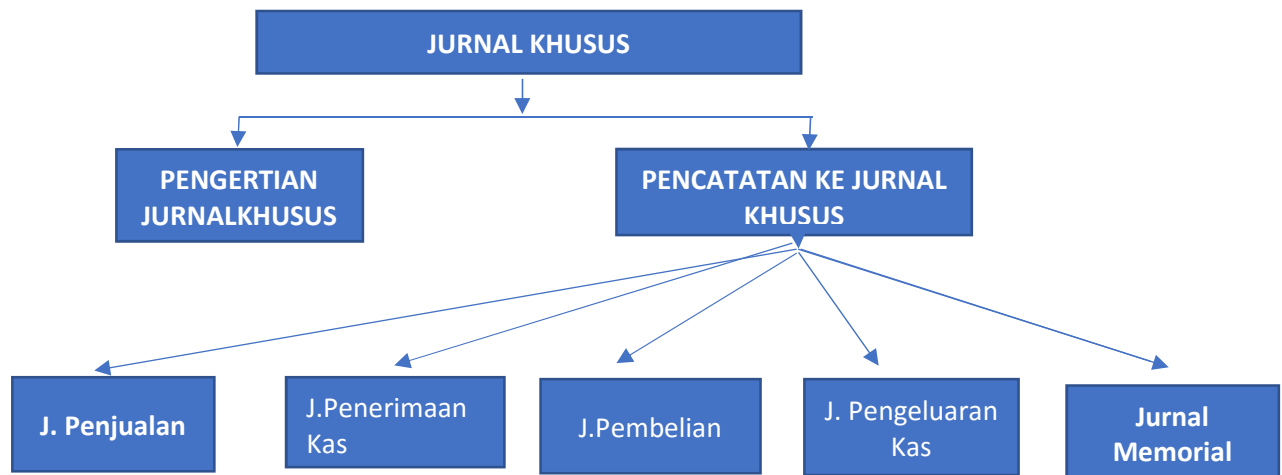 JURNAL KHUSUS
PENGERTIAN
JURNALKHUSUS
PENCATATAN KE JURNAL
KHUSUS
J. Penjualan
J.Penerimaan
Kas
J.Pembelian
J. Pengeluaran
Kas
Jurnal
Memorial